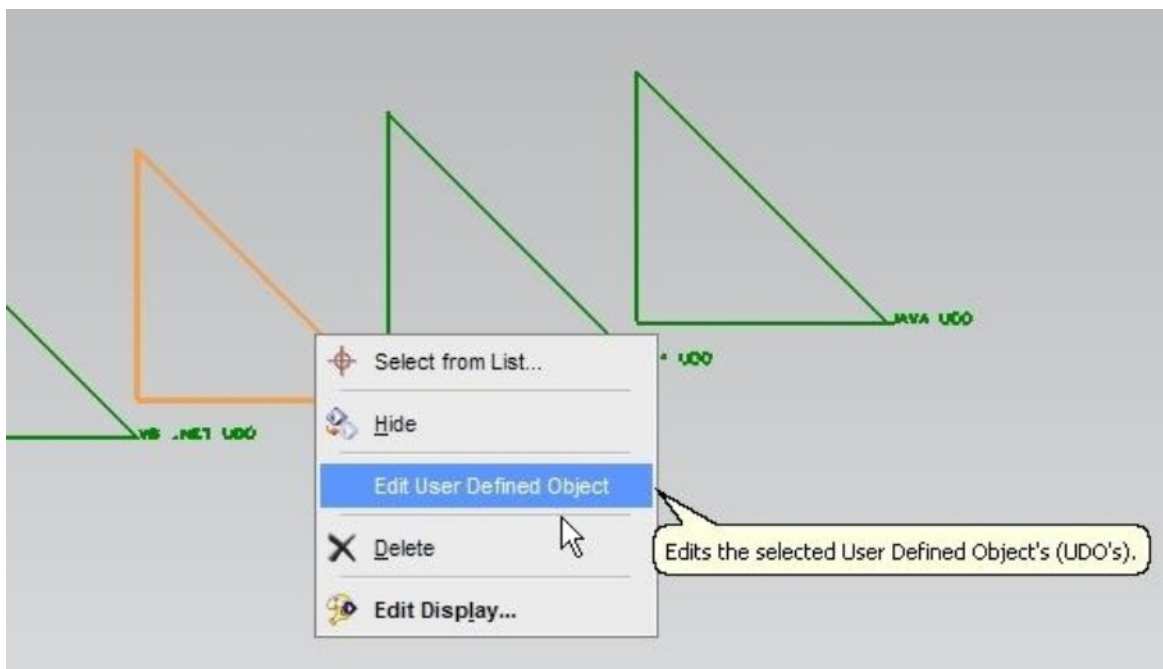 JAVA UDO
UDO
VB .NET UDO
Select from List...
Hide
Edit User Defined Object
Delete
Edit Display...
Edits the selected User Defined Object's (UDO's).